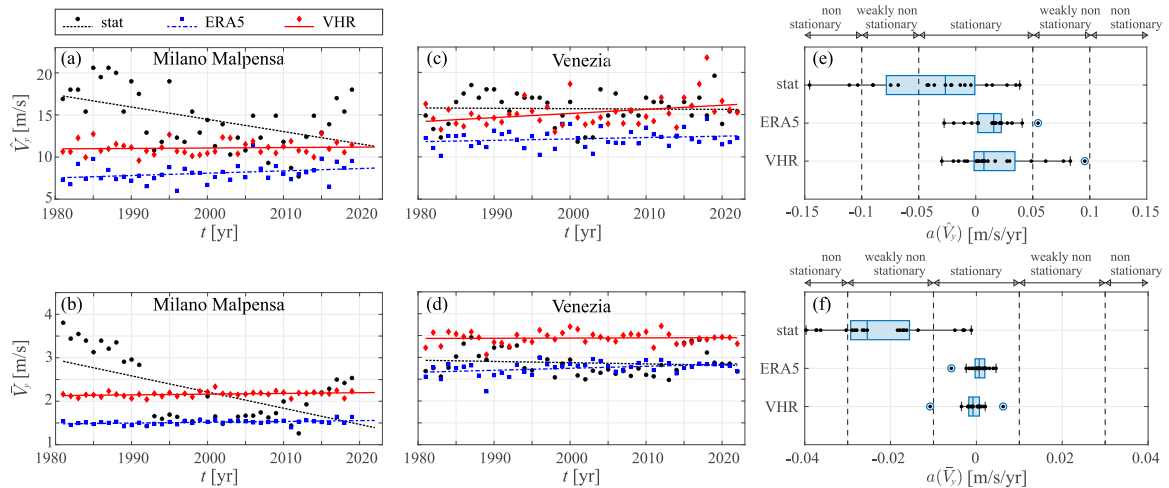 stat ERA5 VHR
(a) Milano Malpensa
20
15
10
5
V̂y [m/s]
1980 1990 2000 2010 2020
t [yr]
(c) Venezia
1980 1990 2000 2010 2020
t [yr]
non stationary
weakly non stationary
stationary
weakly non stationary
non stationary
(e)
stat
ERA5
VHR
-0.15 -0.1 -0.05 0 0.05 0.1 0.15
a(V̂y) [m/s/yr]
(b) Milano Malpensa
4
3
2
1
V̄y [m/s]
1980 1990 2000 2010 2020
t [yr]
(d) Venezia
1980 1990 2000 2010 2020
t [yr]
non stationary
weakly non stationary
stationary
weakly non stationary
non stationary
(f)
stat
ERA5
VHR
-0.04 -0.02 0 0.02 0.04
a(V̄y) [m/s/yr]